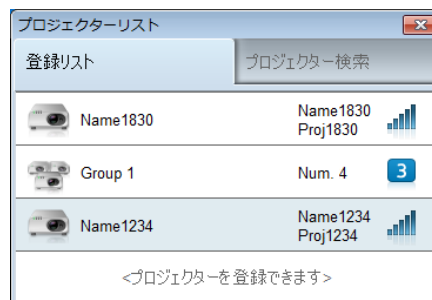 プロジェクターリスト
登録リスト
プロジェクター検索
Name1830
Name1830
Proj1830
Group 1
Num. 4
3
Name1234
Name1234
Proj1234
<プロジェクターを登録できます>